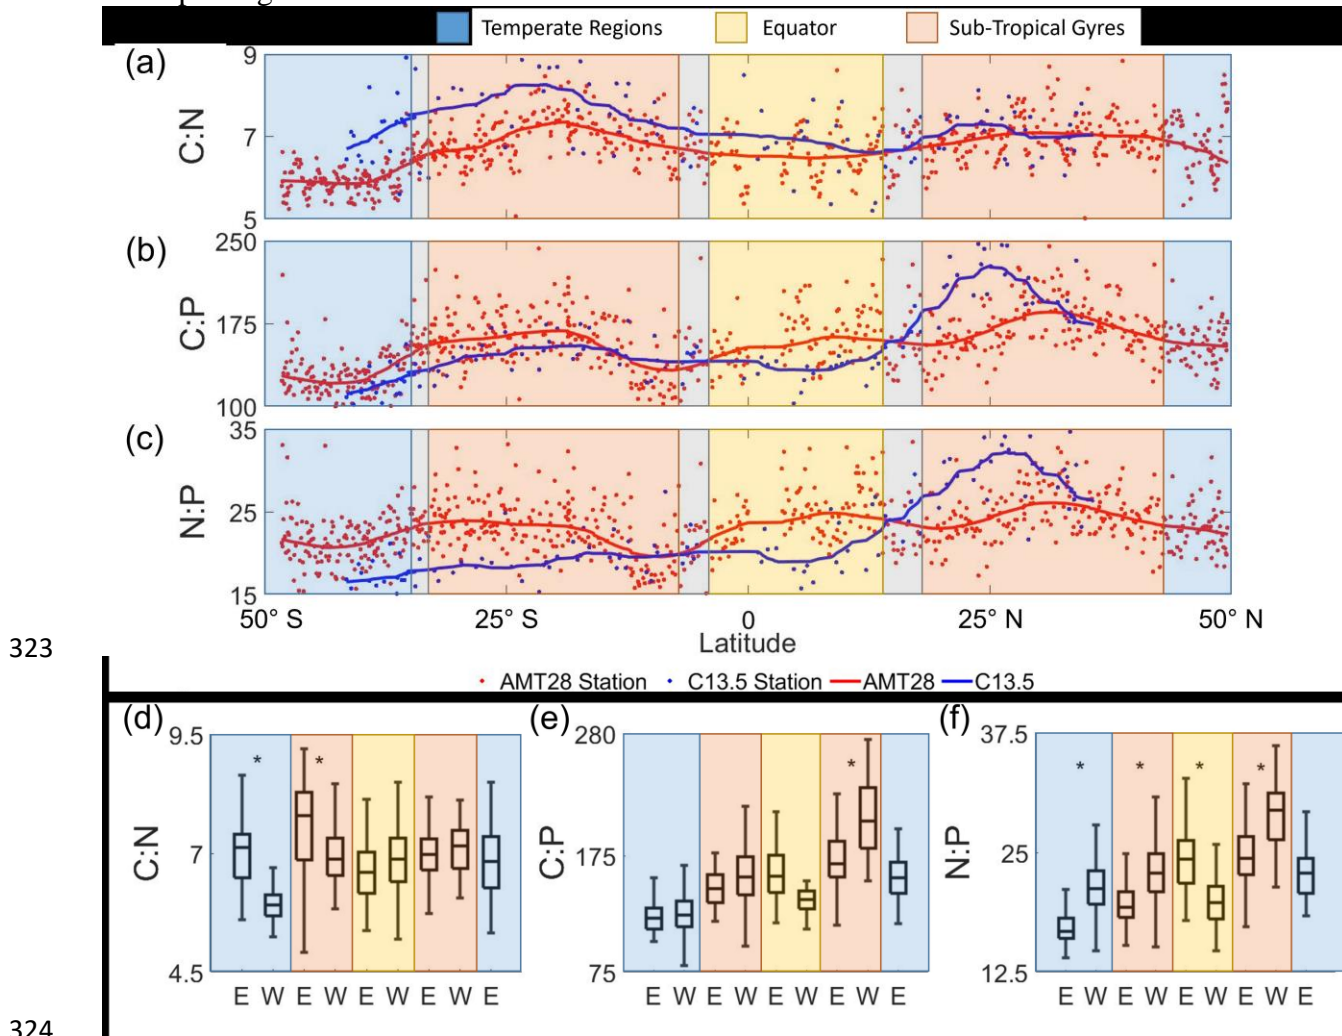 Temperate Regions Equator Sub-Tropical Gyres
(a)
9
7
5
C:N
(b)
250
175
100
C:P
(c)
35
25
15
N:P
50° S 25° S 0 25° N 50° N
Latitude
323
AMT28 Station C13.5 Station AMT28 C13.5
(d)
9.5
7
4.5
C:N
E W E W E W E W E
(e)
280
175
75
C:P
E W E W E W E W E
(f)
37.5
25
12.5
N:P
E W E W E W E W E
324